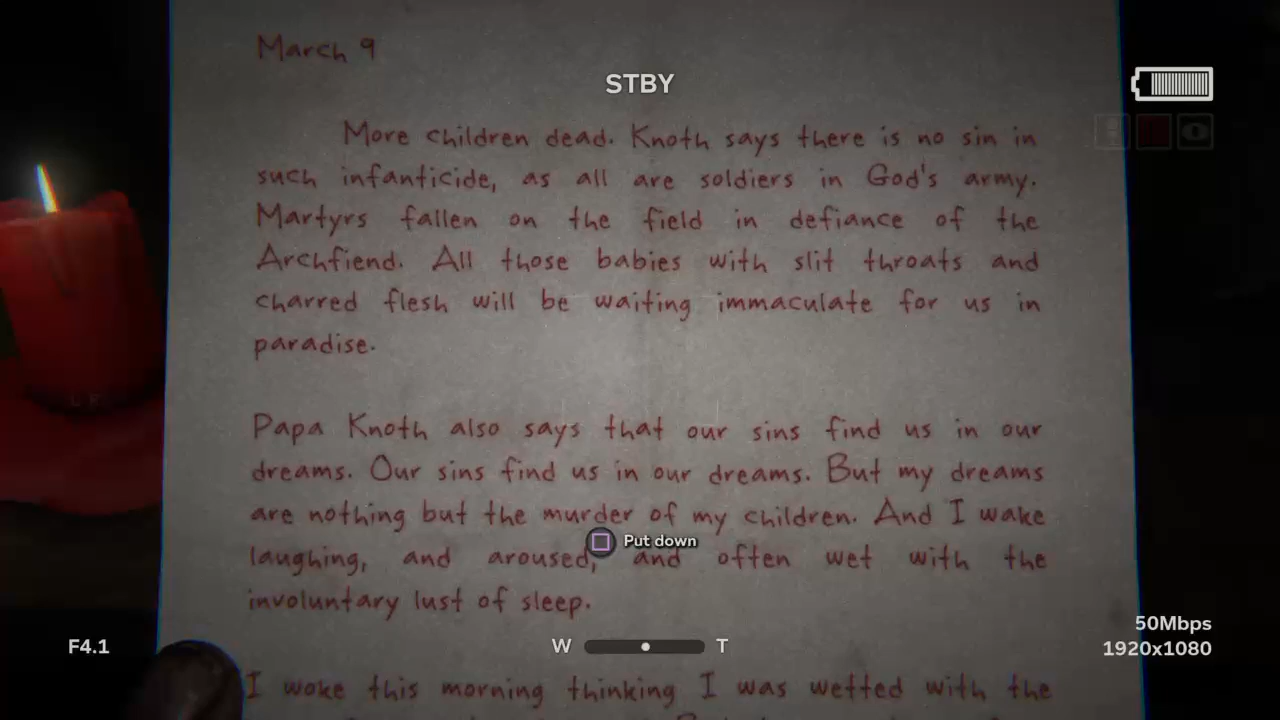 March 9
STBY
More children dead. Knoth says there is no sin in
such infanticide, as all are soldiers in God's army.
Martyrs fallen on the field in defiance of the
Archfiend. All those babies with slit throats and
charred flesh will be waiting immaculate for us in
paradise.
Papa Knoth also says that our sins find us in our
dreams. Our sins find us in our dreams. But my dreams
are nothing but the murder of my children. And I wake
Put down
laughing, and aroused, and often wet with the
involuntary lust of sleep.
50Mbps
F4.1
W T
1920x1080
I woke this morning thinking I was wetted with the